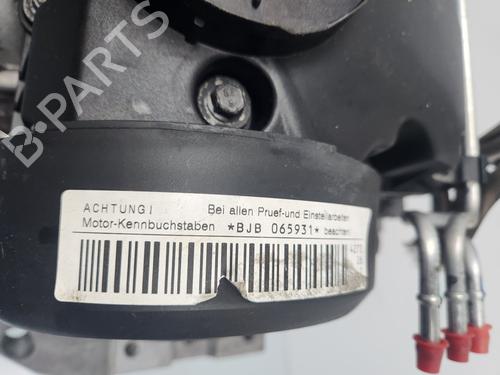 B-PARTS
ACHTUNG! Bei allen Pruef-und Einstellarbeiten
Motor-Kennbuchstaben *BJB 065931* beachten!